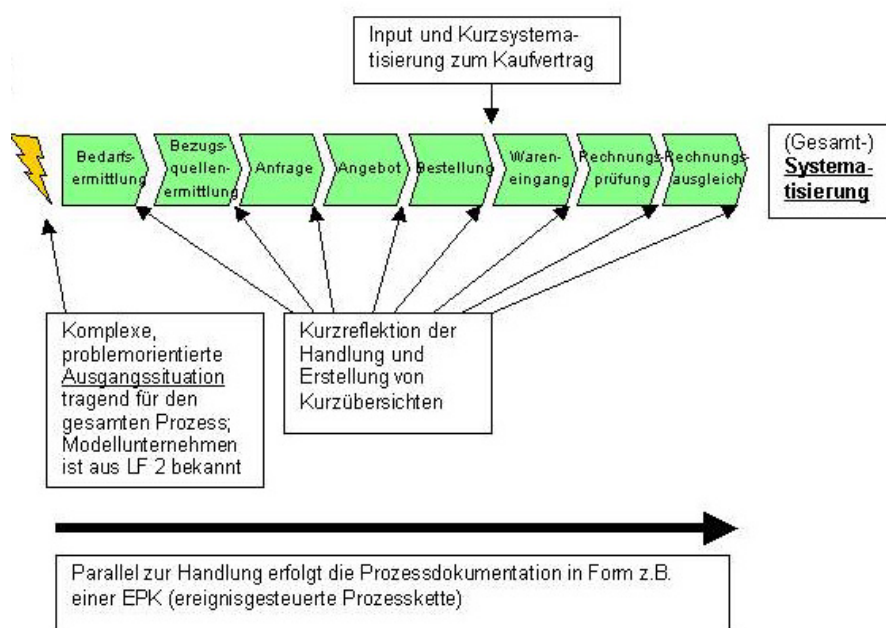 Input und Kurzsystema-
tisierung zum Kaufvertrag
Bedarfs-
ermittlung
Bezugs-
quellen-
ermittlung
Anfrage
Angebot
Bestellung
Waren-
eingang
Rechnungs-
prüfung
Rechnungs-
ausgleich
(Gesamt-)
Systema-
tisierung
Komplexe,
problemorientierte
Ausgangssituation
tragend für den
gesamten Prozess;
Modellunternehmen
ist aus LF 2 bekannt
Kurzreflektion der
Handlung und
Erstellung von
Kurzübersichten
Parallel zur Handlung erfolgt die Prozessdokumentation in Form z.B.
einer EPK (ereignisgesteuerte Prozesskette)